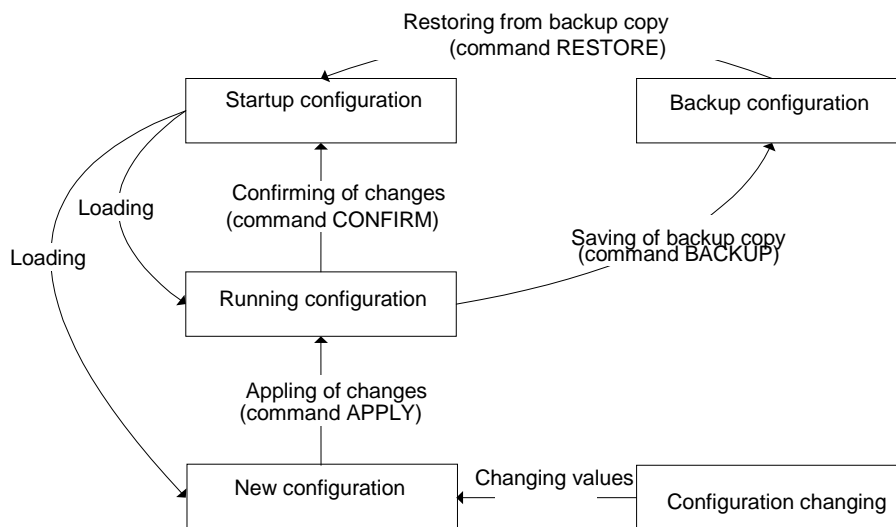 Restoring from backup copy
(command RESTORE)
Startup configuration
Backup configuration
Confirming of changes
(command CONFIRM)
Loading
Loading
Saving of backup copy
(command BACKUP)
Running configuration
Appling of changes
(command APPLY)
New configuration
Changing values
Configuration changing